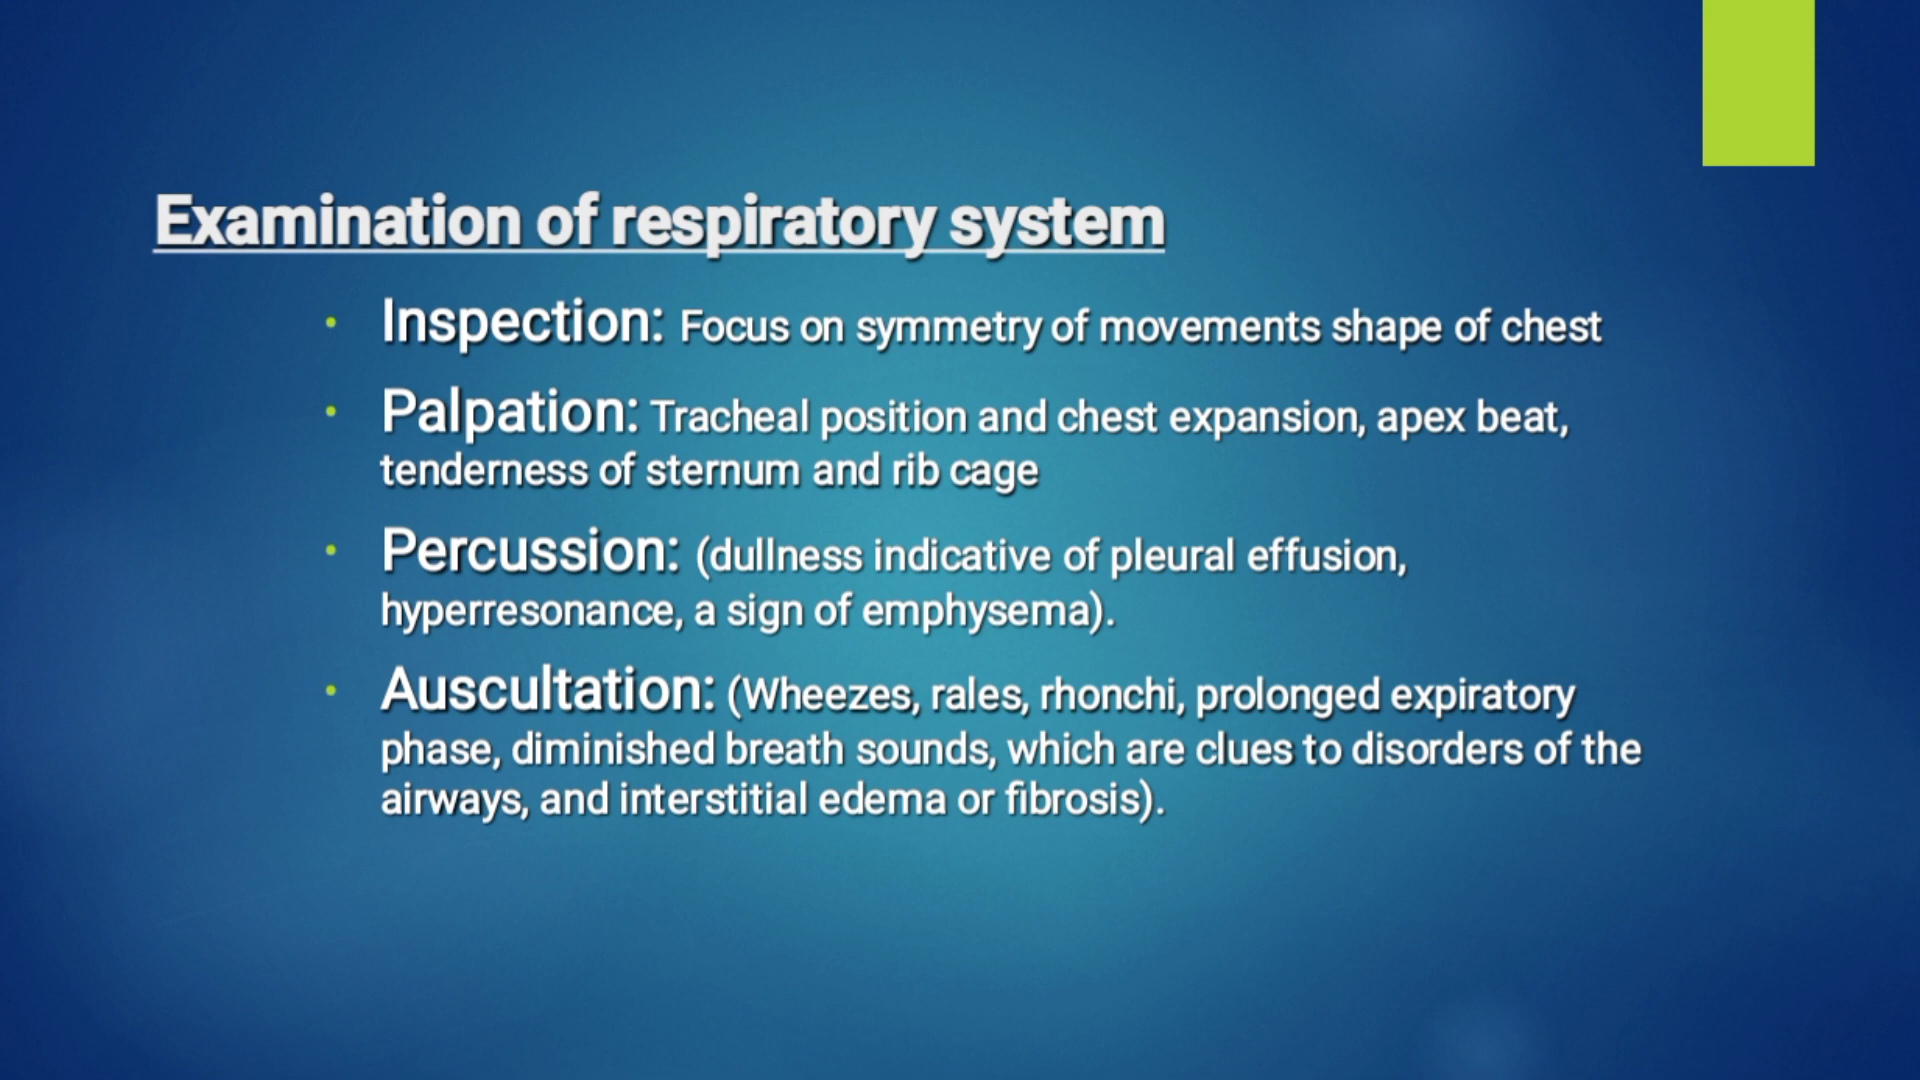 Examination of respiratory system
• Inspection: Focus on symmetry of movements shape of chest
• Palpation: Tracheal position and chest expansion, apex beat,
tenderness of sternum and rib cage
• Percussion: (dullness indicative of pleural effusion,
hyperresonance, a sign of emphysema).
• Auscultation: (Wheezes, rales, rhonchi, prolonged expiratory
phase, diminished breath sounds, which are clues to disorders of the
airways, and interstitial edema or fibrosis).